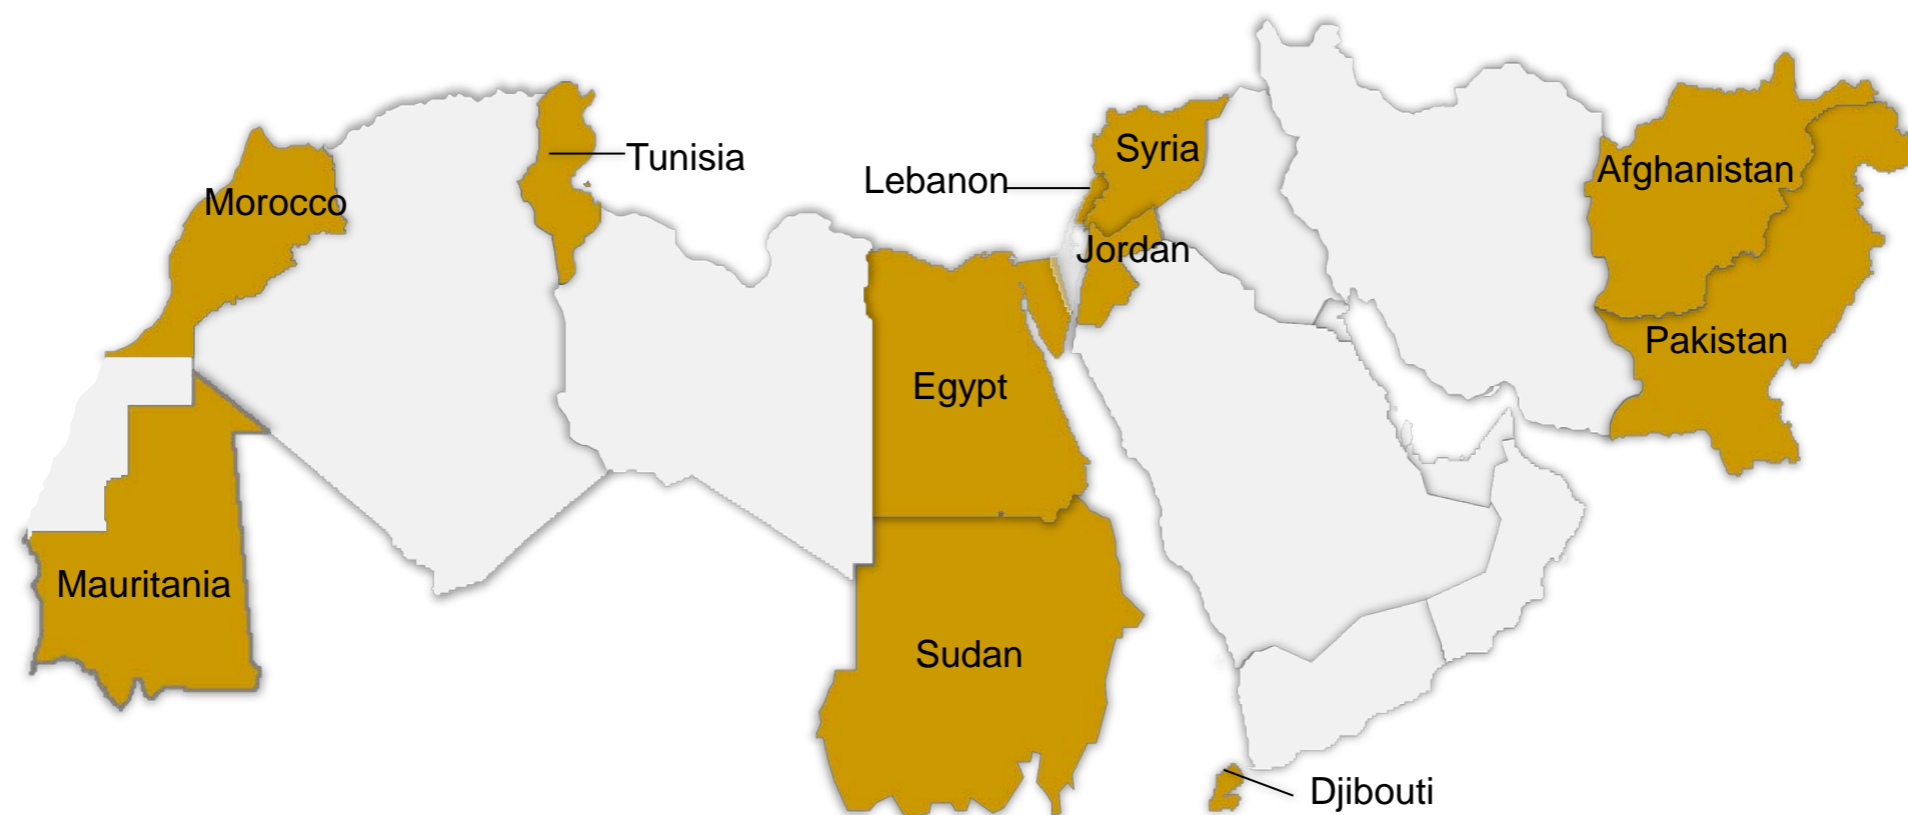 Tunisia
Morocco
Lebanon
Syria
Afghanistan
Jordan
Pakistan
Egypt
Mauritania
Sudan
Djibouti